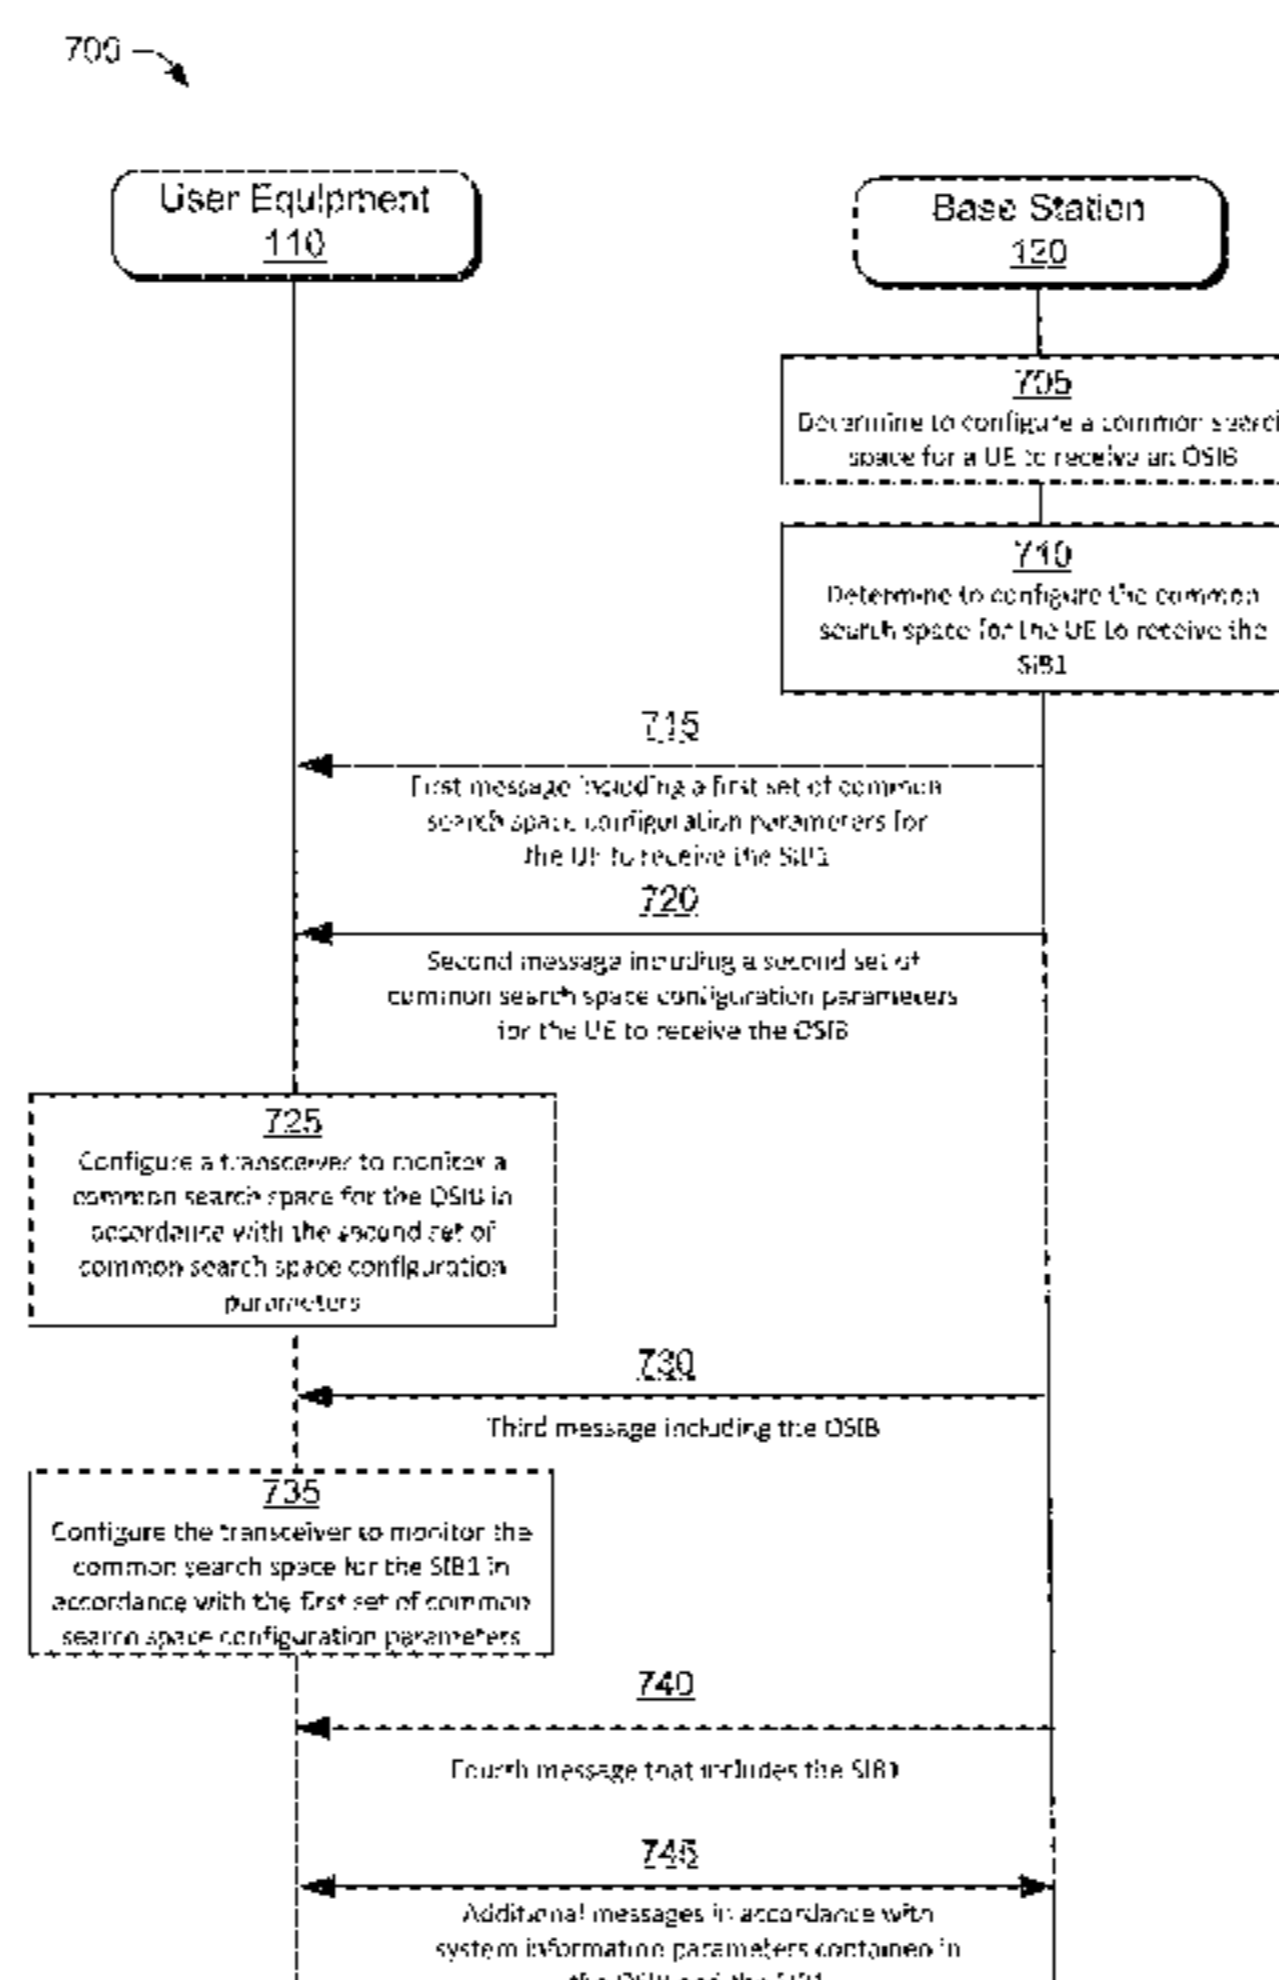 700
User Equipment
110
Base Station
120
705
Determine to configure a common search
space for a UE to receive an OSIB
710
Determine to configure the common
search space for the UE to receive the
SIB1
715
First message including a first set of common
search space configuration parameters for
the UE to receive the SIB1
720
Second message including a second set of
common search space configuration parameters
for the UE to receive the OSIB
725
Configure a transceiver to monitor a
common search space for the OSIB in
accordance with the second set of
common search space configuration
parameters
730
Third message including the OSIB
735
Configure the transceiver to monitor the
common search space for the SIB1 in
accordance with the first set of common
search space configuration parameters
740
Fourth message that includes the SIB1
745
Additional messages in accordance with
system information parameters contained in
the OSIB and the SIB1